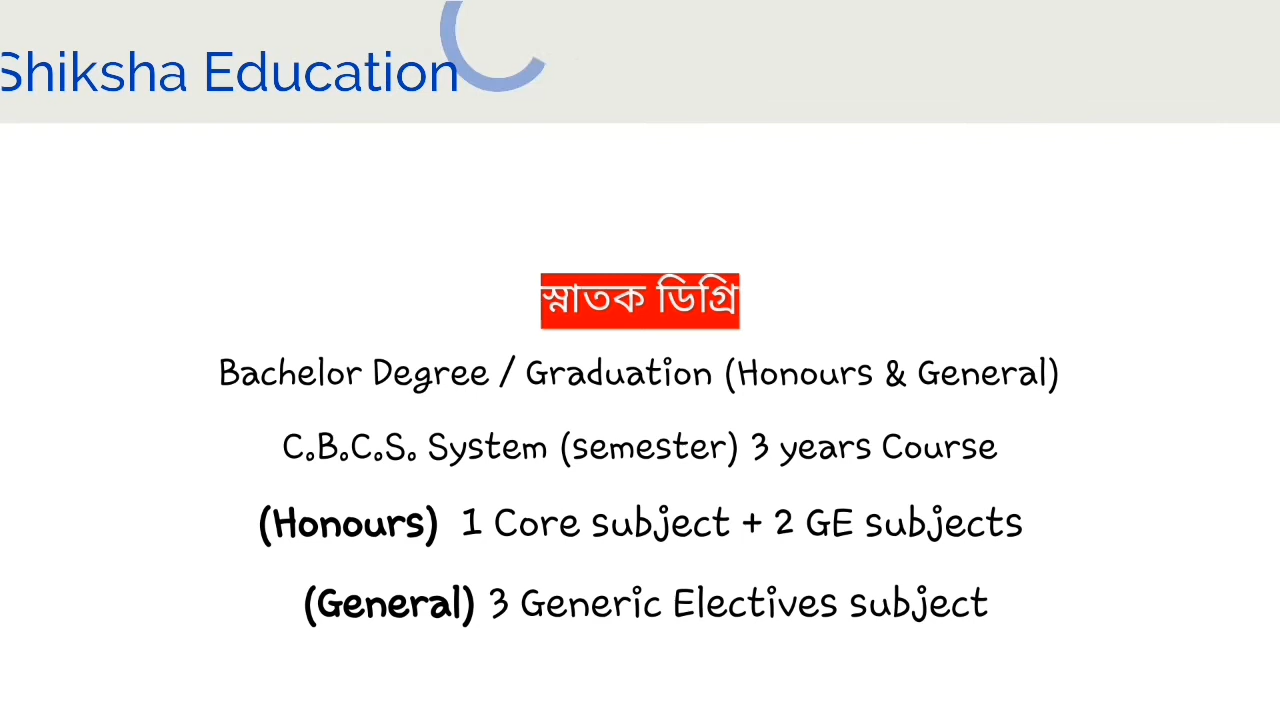 Shiksha Education
স্নাতক ডিগ্রি
Bachelor Degree / Graduation (Honours & General)
C.B.C.S. System (semester) 3 years Course
(Honours) 1 Core subject + 2 GE subjects
(General) 3 Generic Electives subject